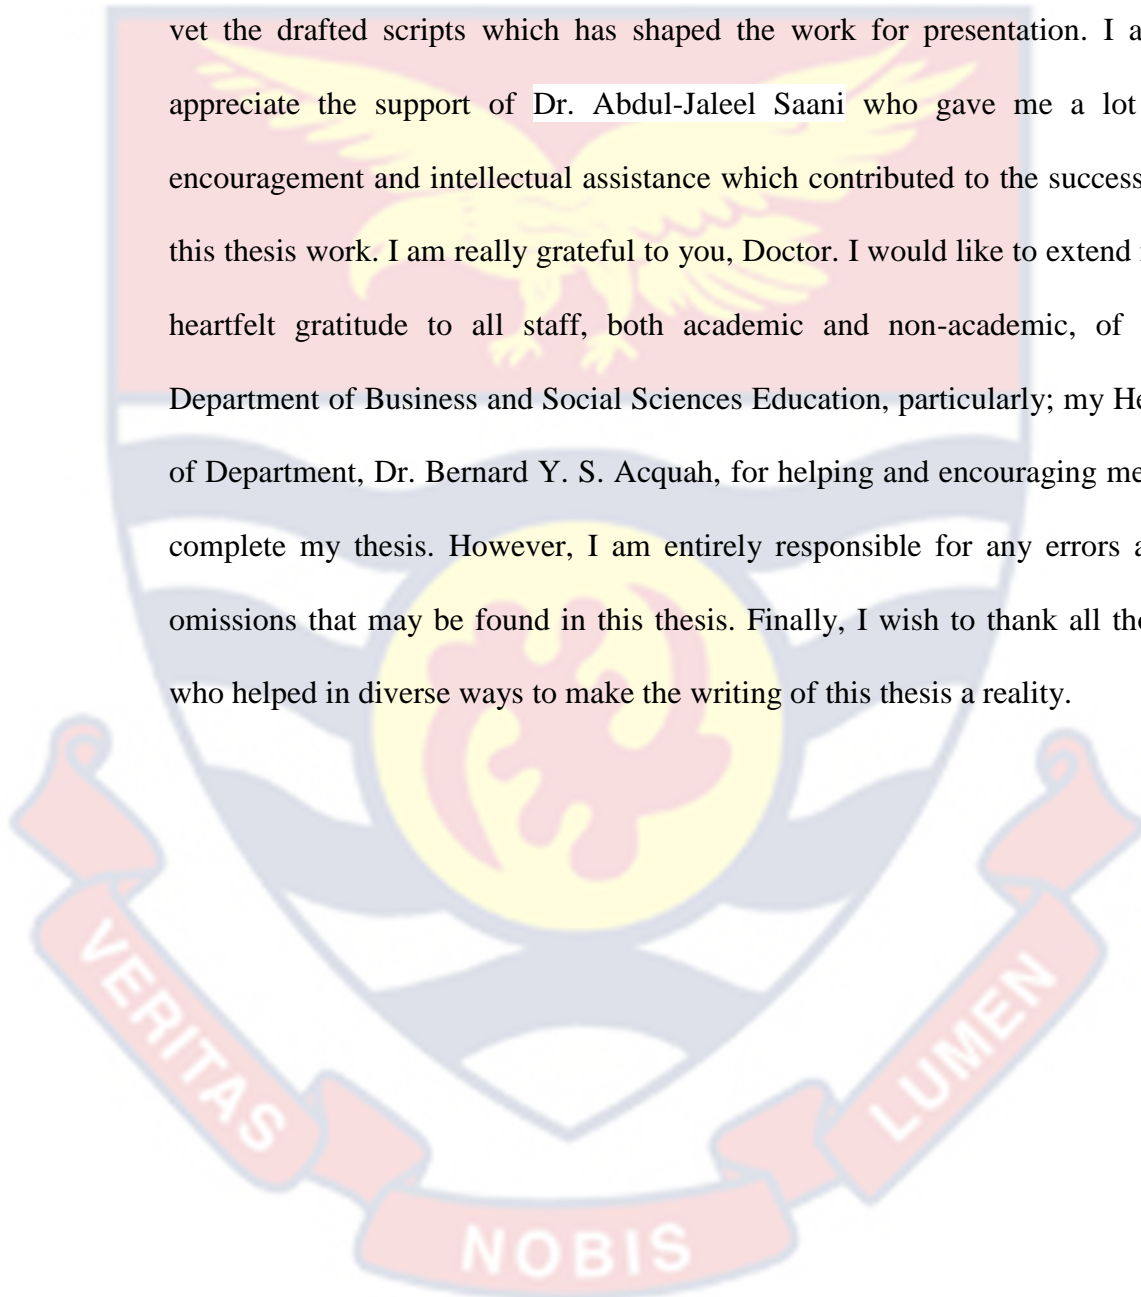 vet the drafted scripts which has shaped the work for presentation. I a
appreciate the support of Dr. Abdul-Jaleel Saani who gave me a lot
encouragement and intellectual assistance which contributed to the success
this thesis work. I am really grateful to you, Doctor. I would like to extend
heartfelt gratitude to all staff, both academic and non-academic, of
Department of Business and Social Sciences Education, particularly; my He
of Department, Dr. Bernard Y. S. Acquah, for helping and encouraging me
complete my thesis. However, I am entirely responsible for any errors a
omissions that may be found in this thesis. Finally, I wish to thank all tho
who helped in diverse ways to make the writing of this thesis a reality.
VERITAS
NOBIS
LUMEN